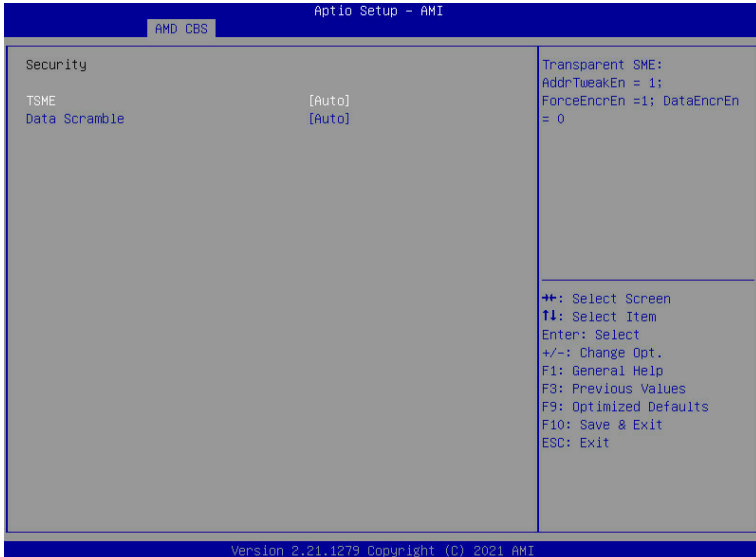 Aptio Setup – AMI
AMD CBS
Security
TSME [Auto]
Data Scramble [Auto]
Transparent SME:
AddrTweakEn = 1;
ForceEncrEn =1; DataEncrEn
= 0
→←: Select Screen
↑↓: Select Item
Enter: Select
+/-: Change Opt.
F1: General Help
F3: Previous Values
F9: Optimized Defaults
F10: Save & Exit
ESC: Exit
Version 2.21.1279 Copyright (C) 2021 AMI